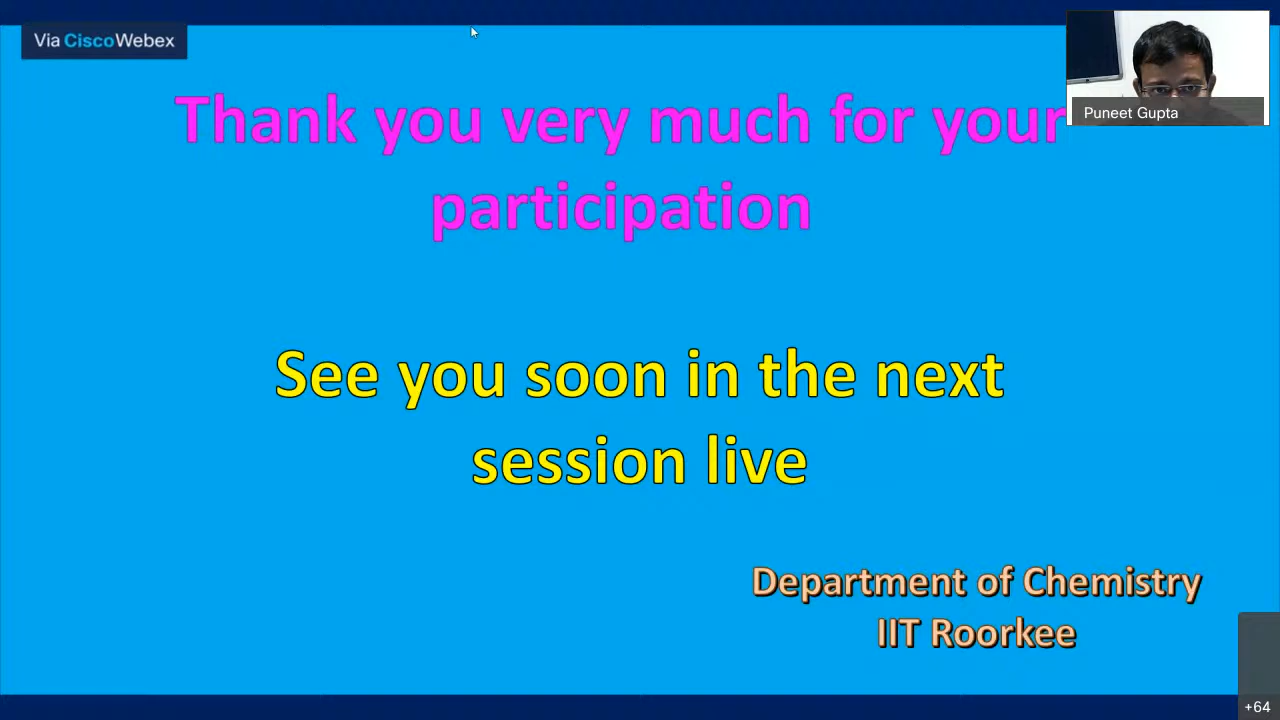 Via CiscoWebex
Puneet Gupta
Thank you very much for your
participation
See you soon in the next
session live
Department of Chemistry
IIT Roorkee
+64